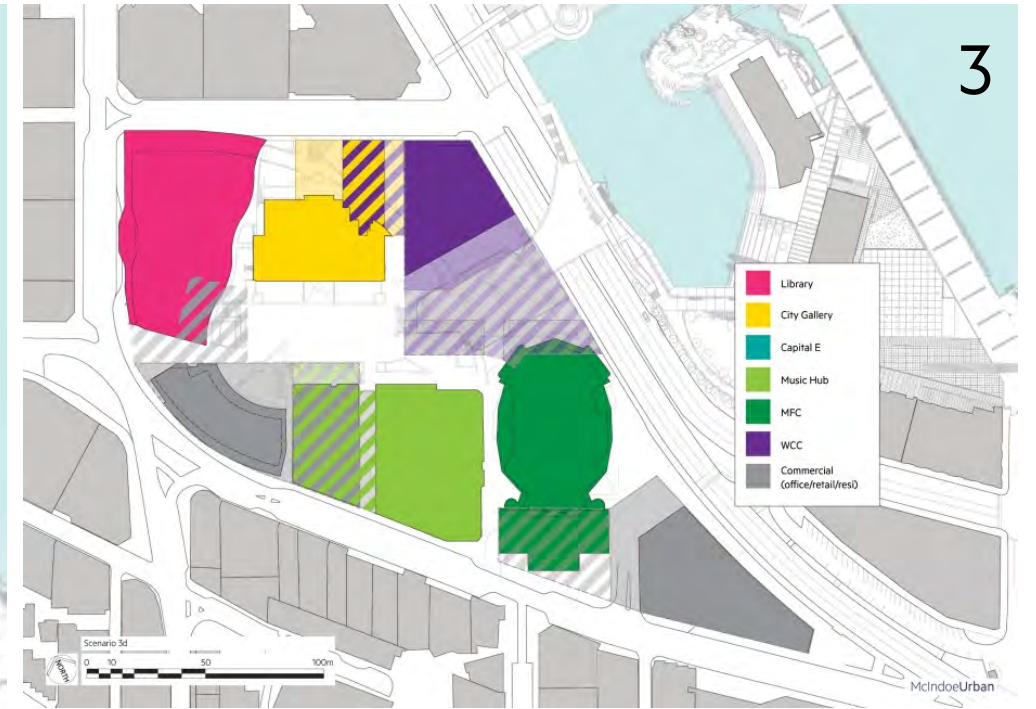 3
Library
City Gallery
Capital E
Music Hub
MFC
WCC
Commercial
(office/retail/resi)
Scenario 3d
NORTH
0 10 50 100m
McIndoeUrban